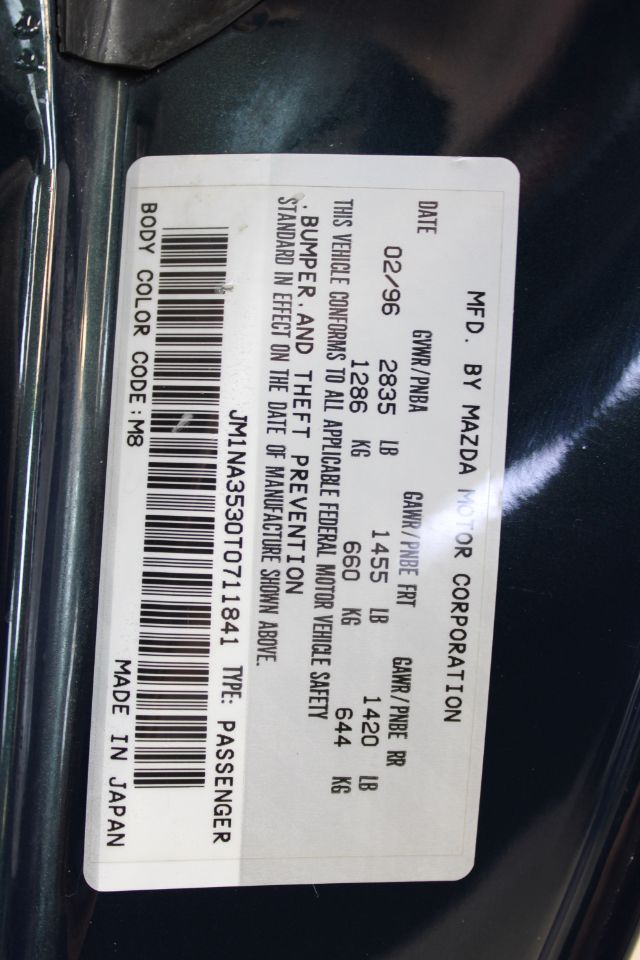 MFD. BY MAZDA MOTOR CORPORATION
DATE GVWR/PNBA GAWR/PNBE FRT GAWR/PNBE RR
02/96 2835 LB 1455 LB 1420 LB
1286 KG 660 KG 644 KG
THIS VEHICLE CONFORMS TO ALL APPLICABLE FEDERAL MOTOR VEHICLE SAFETY
, BUMPER, AND THEFT PREVENTION
STANDARD IN EFFECT ON THE DATE OF MANUFACTURE SHOWN ABOVE.
JM1NA3530T0711841 TYPE: PASSENGER
BODY COLOR CODE:M8 MADE IN JAPAN